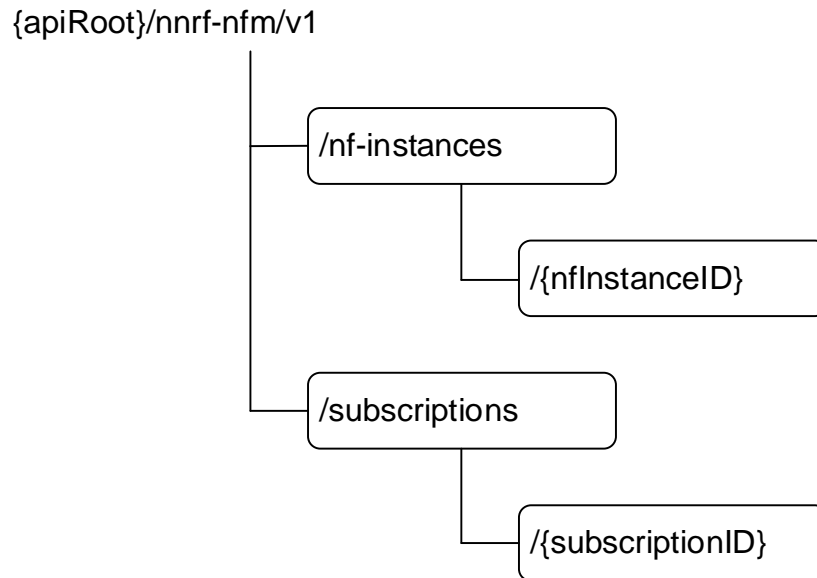 {apiRoot}/nnrf-nfm/v1
/nf-instances
/{nfInstanceID}
/subscriptions
/{subscriptionID}